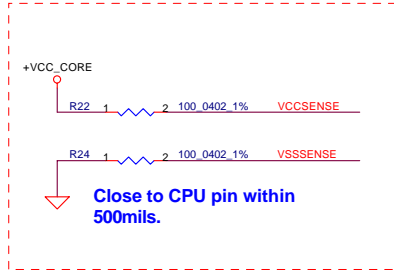 +VCC_CORE
R22 1 2 100_0402_1% VCCSENSE
R24 1 2 100_0402_1% VSSSENSE
Close to CPU pin within
500mils.